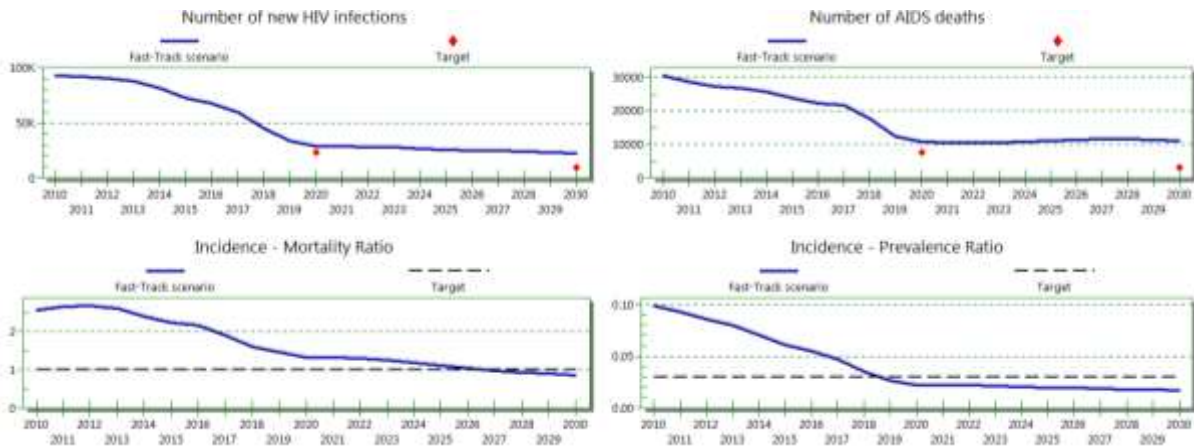 Number of new HIV infections
Fast-Track scenario Target
100K
50K
0
2010 2012 2014 2016 2018 2020 2022 2024 2026 2028 2030
2011 2013 2015 2017 2019 2021 2023 2025 2027 2029
Number of AIDS deaths
Fast-Track scenario Target
30000
20000
10000
0
2010 2012 2014 2016 2018 2020 2022 2024 2026 2028 2030
2011 2013 2015 2017 2019 2021 2023 2025 2027 2029
Incidence - Mortality Ratio
Fast-Track scenario Target
2
1
0
2010 2012 2014 2016 2018 2020 2022 2024 2026 2028 2030
2011 2013 2015 2017 2019 2021 2023 2025 2027 2029
Incidence - Prevalence Ratio
Fast-Track scenario Target
0.10
0.05
0.00
2010 2012 2014 2016 2018 2020 2022 2024 2026 2028 2030
2011 2013 2015 2017 2019 2021 2023 2025 2027 2029